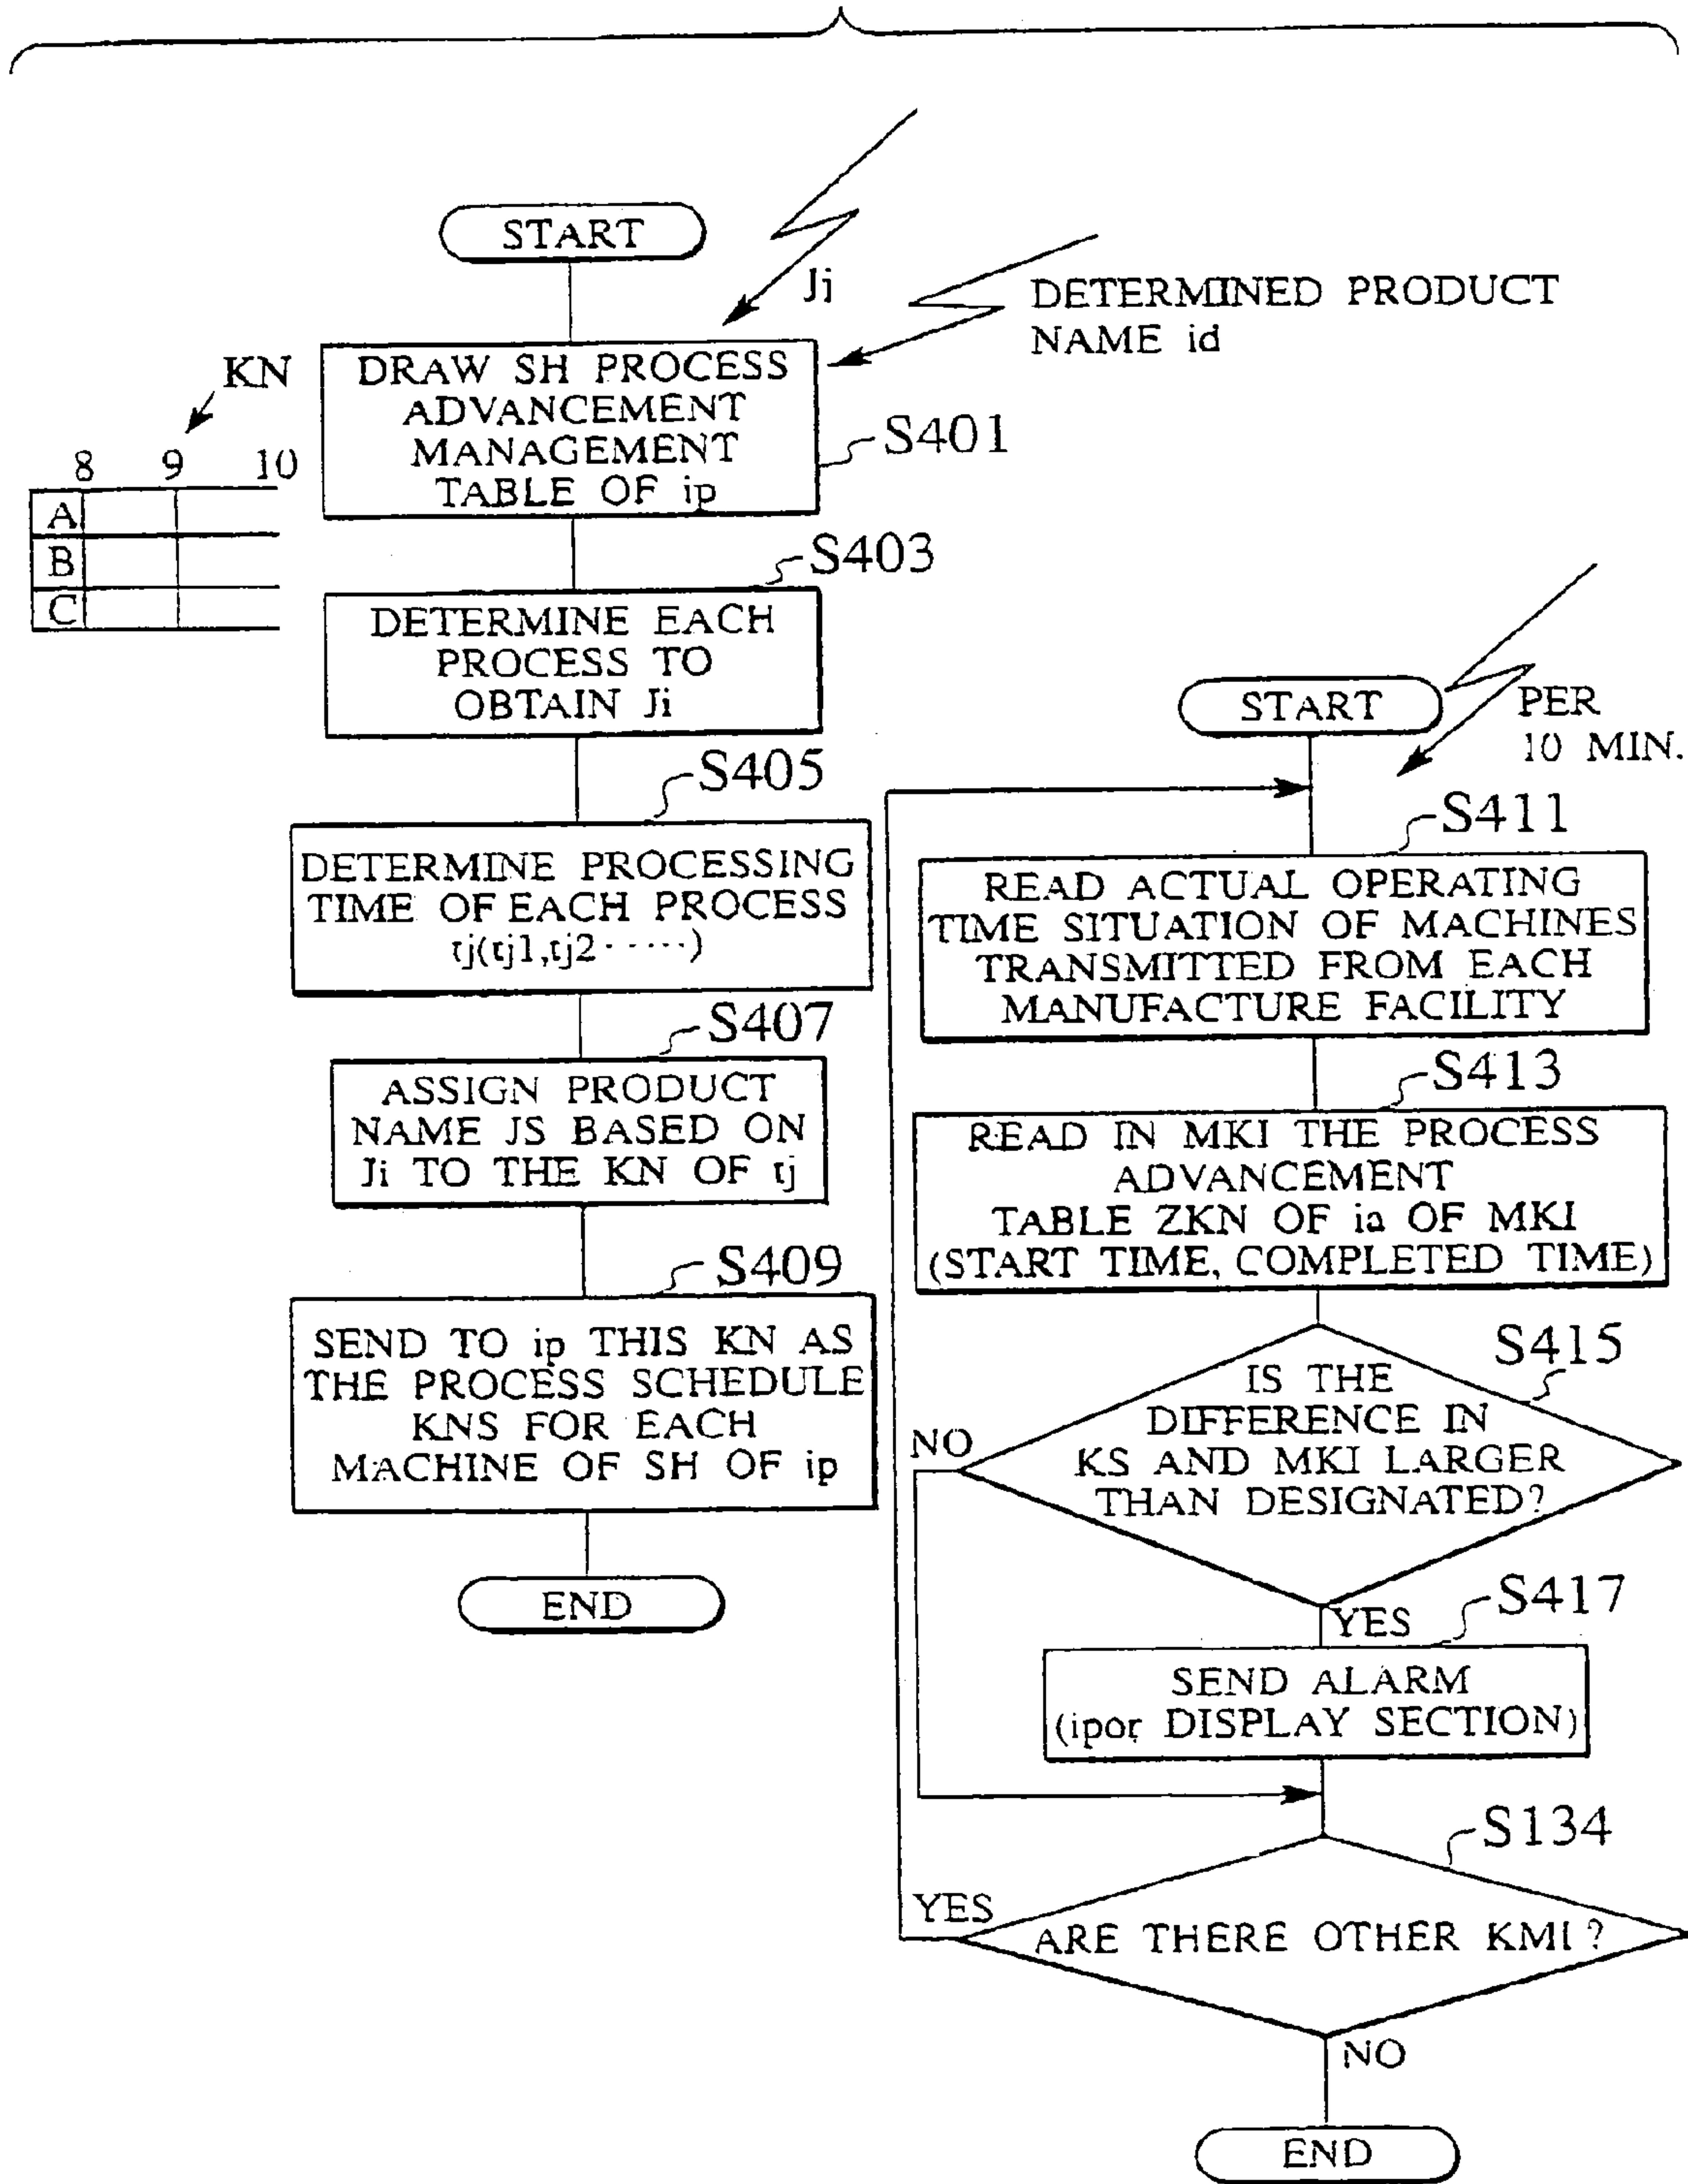 START
Ji
DETERMINED PRODUCT
NAME id
KN
8 9 10
A
B
C
DRAW SH PROCESS
ADVANCEMENT
MANAGEMENT
TABLE OF ip
S401
S403
DETERMINE EACH
PROCESS TO
OBTAIN Ji
S405
DETERMINE PROCESSING
TIME OF EACH PROCESS
tj(tj1,tj2·····)
S407
ASSIGN PRODUCT
NAME JS BASED ON
Ji TO THE KN OF tj
S409
SEND TO ip THIS KN AS
THE PROCESS SCHEDULE
KNS FOR EACH
MACHINE OF SH OF ip
END
START
PER
10 MIN.
S411
READ ACTUAL OPERATING
TIME SITUATION OF MACHINES
TRANSMITTED FROM EACH
MANUFACTURE FACILITY
S413
READ IN MKI THE PROCESS
ADVANCEMENT
TABLE ZKN OF ia OF MKI
(START TIME, COMPLETED TIME)
S415
IS THE
DIFFERENCE IN
KS AND MKI LARGER
THAN DESIGNATED?
NO
YES
S417
SEND ALARM
(ipor DISPLAY SECTION)
S134
YES
ARE THERE OTHER KMI?
NO
END